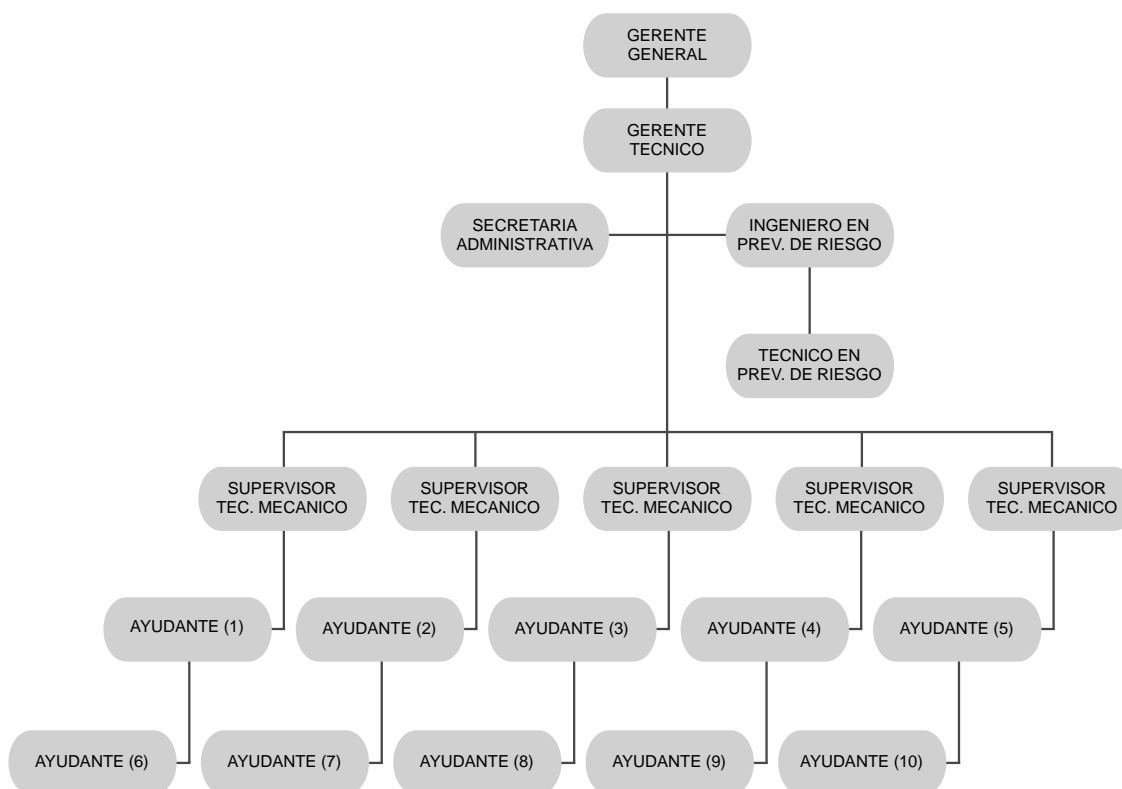 GERENTE
GENERAL
GERENTE
TECNICO
SECRETARIA
ADMINISTRATIVA
INGENIERO EN
PREV. DE RIESGO
TECNICO EN
PREV. DE RIESGO
SUPERVISOR
TEC. MECANICO
SUPERVISOR
TEC. MECANICO
SUPERVISOR
TEC. MECANICO
SUPERVISOR
TEC. MECANICO
SUPERVISOR
TEC. MECANICO
AYUDANTE (1)
AYUDANTE (2)
AYUDANTE (3)
AYUDANTE (4)
AYUDANTE (5)
AYUDANTE (6)
AYUDANTE (7)
AYUDANTE (8)
AYUDANTE (9)
AYUDANTE (10)